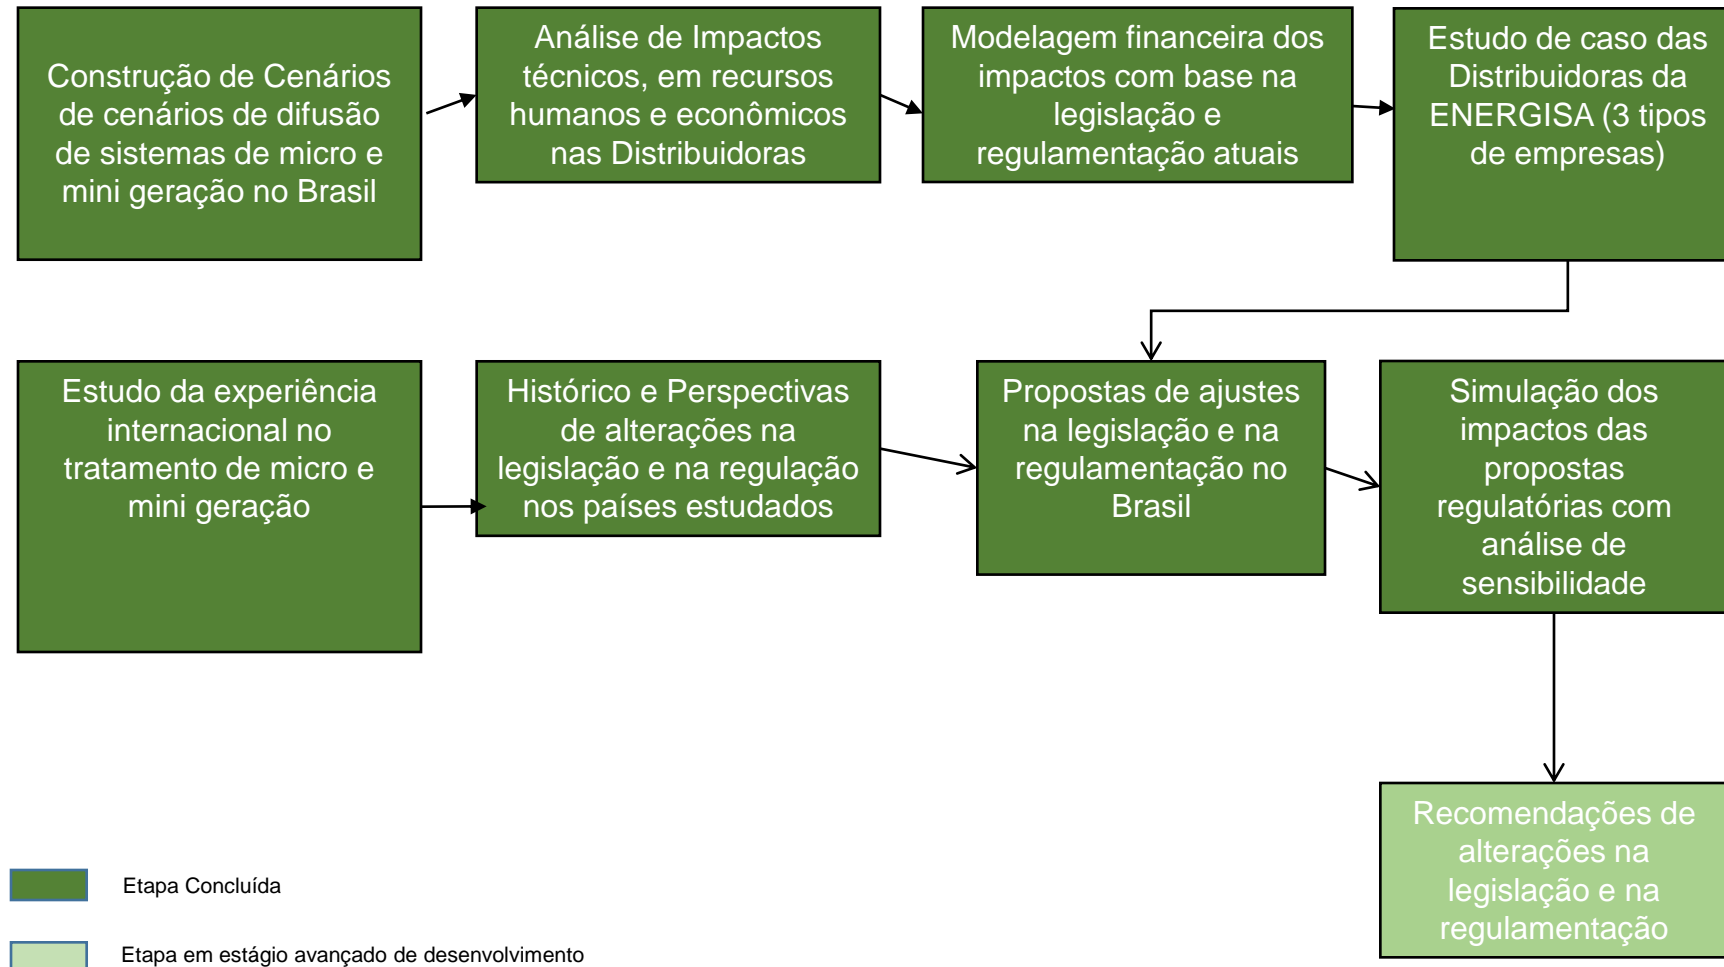 Construção de Cenários
de cenários de difusão
de sistemas de micro e
mini geração no Brasil
Análise de Impactos
técnicos, em recursos
humanos e econômicos
nas Distribuidoras
Modelagem financeira dos
impactos com base na
legislação e
regulamentação atuais
Estudo de caso das
Distribuidoras da
ENERGISA (3 tipos
de empresas)
Estudo da experiência
internacional no
tratamento de micro e
mini geração
Histórico e Perspectivas
de alterações na
legislação e na regulação
nos países estudados
Propostas de ajustes
na legislação e na
regulamentação no
Brasil
Simulação dos
impactos das
propostas
regulatórias com
análise de
sensibilidade
Recomendações de
alterações na
legislação e na
regulamentação
Etapa Concluída
Etapa em estágio avançado de desenvolvimento